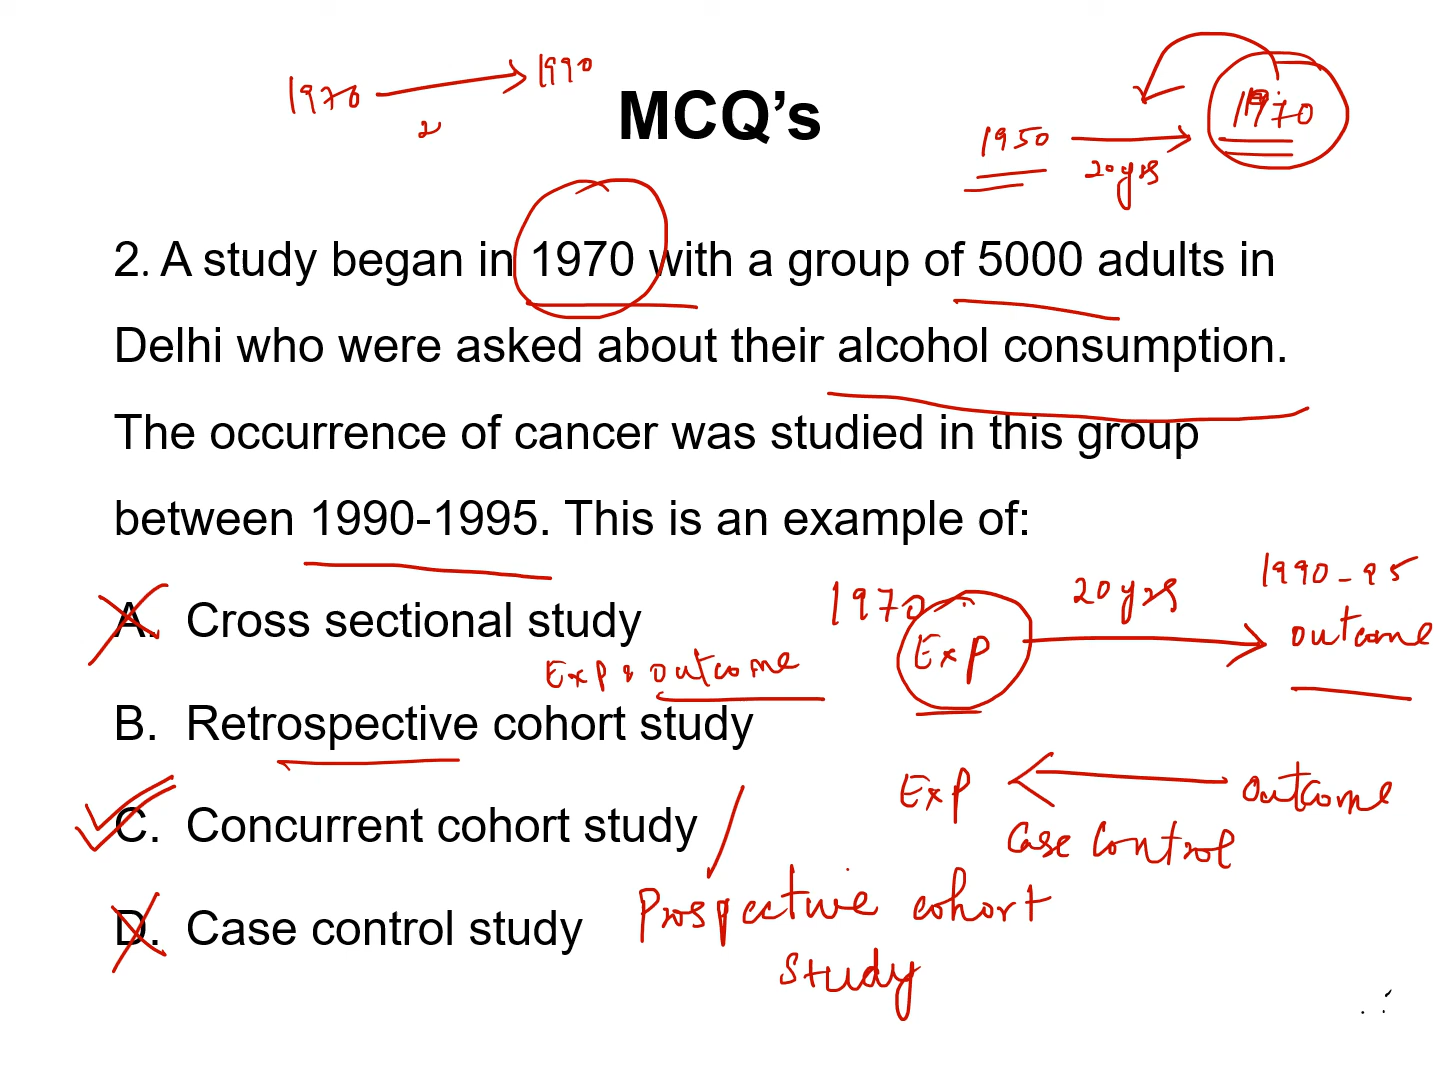 1970
1990
2
MCQ's
1950
20yrs
1970
2. A study began in 1970 with a group of 5000 adults in
Delhi who were asked about their alcohol consumption.
The occurrence of cancer was studied in this group
between 1990-1995. This is an example of:
1970
20 yrs
1990-95
Exp
outcome
A. Cross sectional study
Exp & outcome
B. Retrospective cohort study
Exp
outcome
Case Control
C. Concurrent cohort study
Prospective cohort
study
D. Case control study